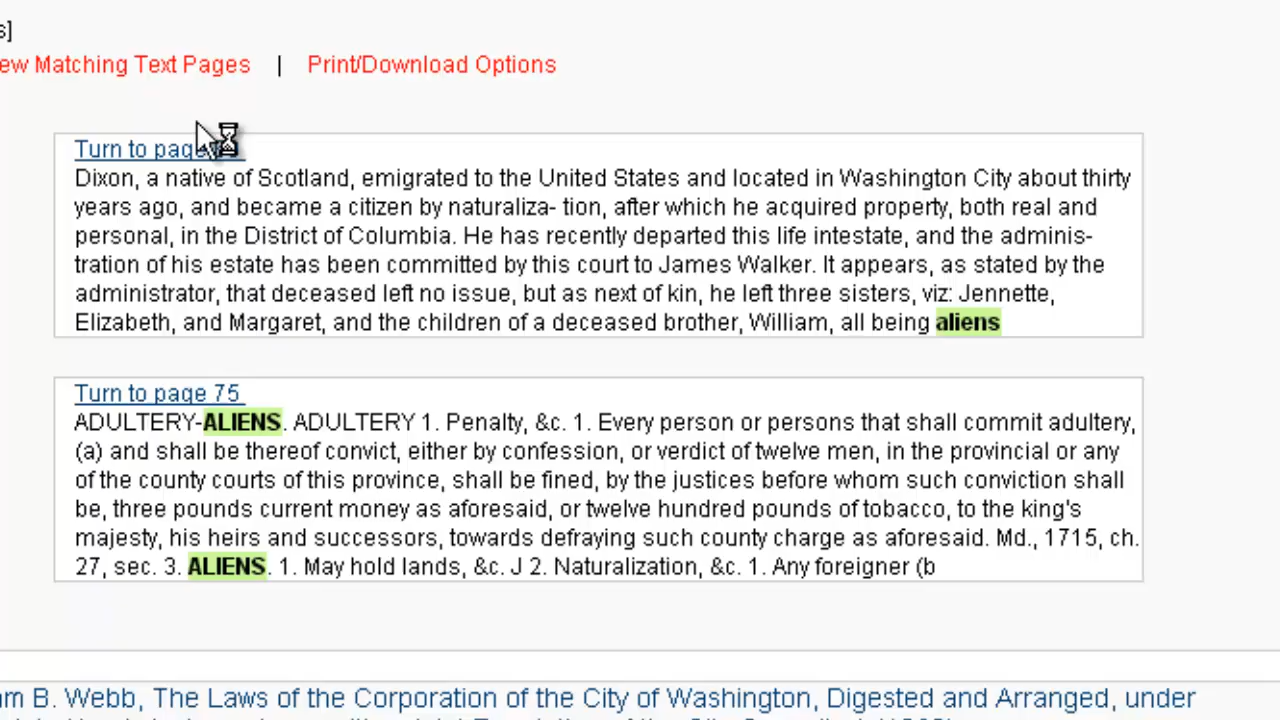 s]
ew Matching Text Pages | Print/Download Options
Turn to page
Dixon, a native of Scotland, emigrated to the United States and located in Washington City about thirty
years ago, and became a citizen by naturaliza- tion, after which he acquired property, both real and
personal, in the District of Columbia. He has recently departed this life intestate, and the adminis-
tration of his estate has been committed by this court to James Walker. It appears, as stated by the
administrator, that deceased left no issue, but as next of kin, he left three sisters, viz: Jennette,
Elizabeth, and Margaret, and the children of a deceased brother, William, all being aliens
Turn to page 75
ADULTERY-ALIENS. ADULTERY 1. Penalty, &c. 1. Every person or persons that shall commit adultery,
(a) and shall be thereof convict, either by confession, or verdict of twelve men, in the provincial or any
of the county courts of this province, shall be fined, by the justices before whom such conviction shall
be, three pounds current money as aforesaid, or twelve hundred pounds of tobacco, to the king's
majesty, his heirs and successors, towards defraying such county charge as aforesaid. Md., 1715, ch.
27, sec. 3. ALIENS. 1. May hold lands, &c. J 2. Naturalization, &c. 1. Any foreigner (b
am B. Webb, The Laws of the Corporation of the City of Washington, Digested and Arranged, under